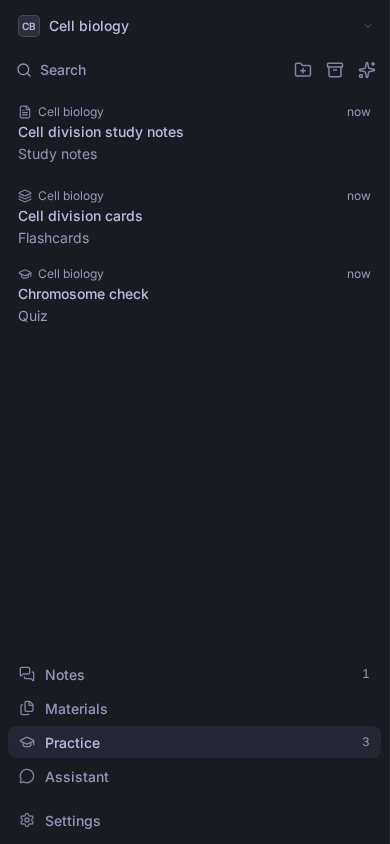 CB Cell biology
Search
Cell biology now
Cell division study notes
Study notes
Cell biology now
Cell division cards
Flashcards
Cell biology now
Chromosome check
Quiz
Notes 1
Materials
Practice 3
Assistant
Settings